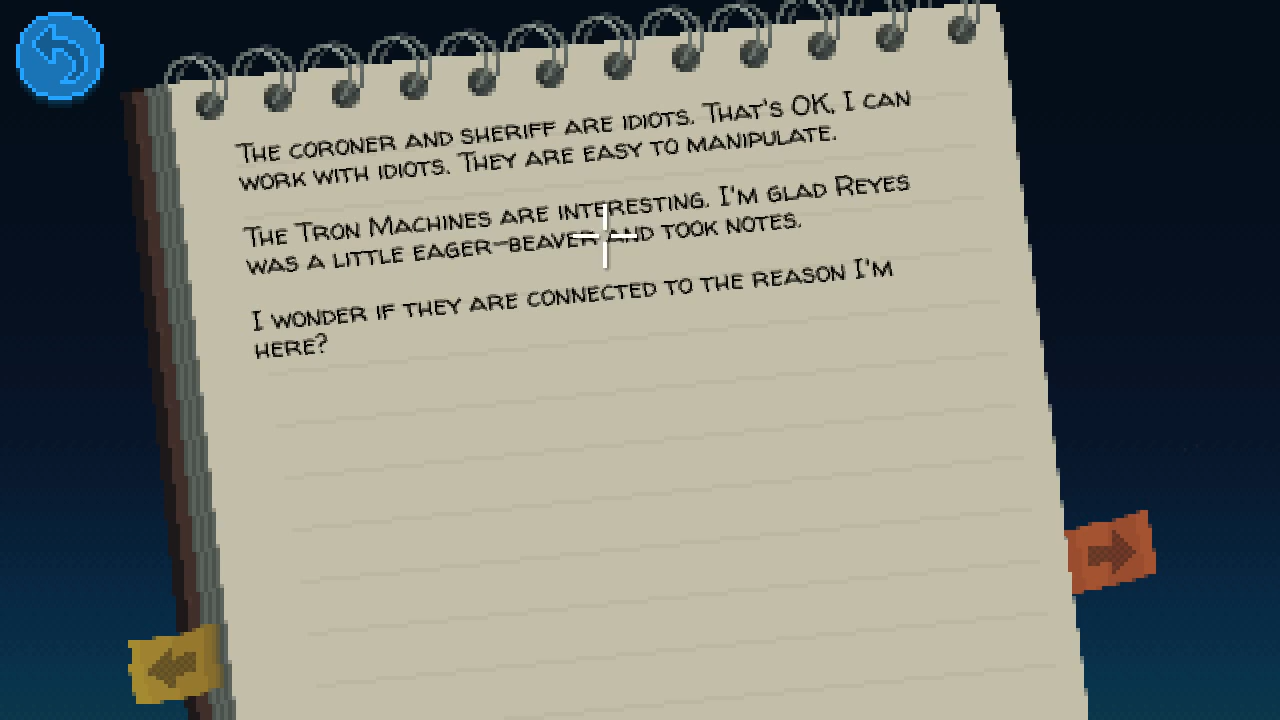 The coroner and sheriff are idiots. That's OK, I can
work with idiots. They are easy to manipulate.
The Tron Machines are interesting. I'm glad Reyes
was a little eager-beaver and took notes.
I wonder if they are connected to the reason I'm
here?